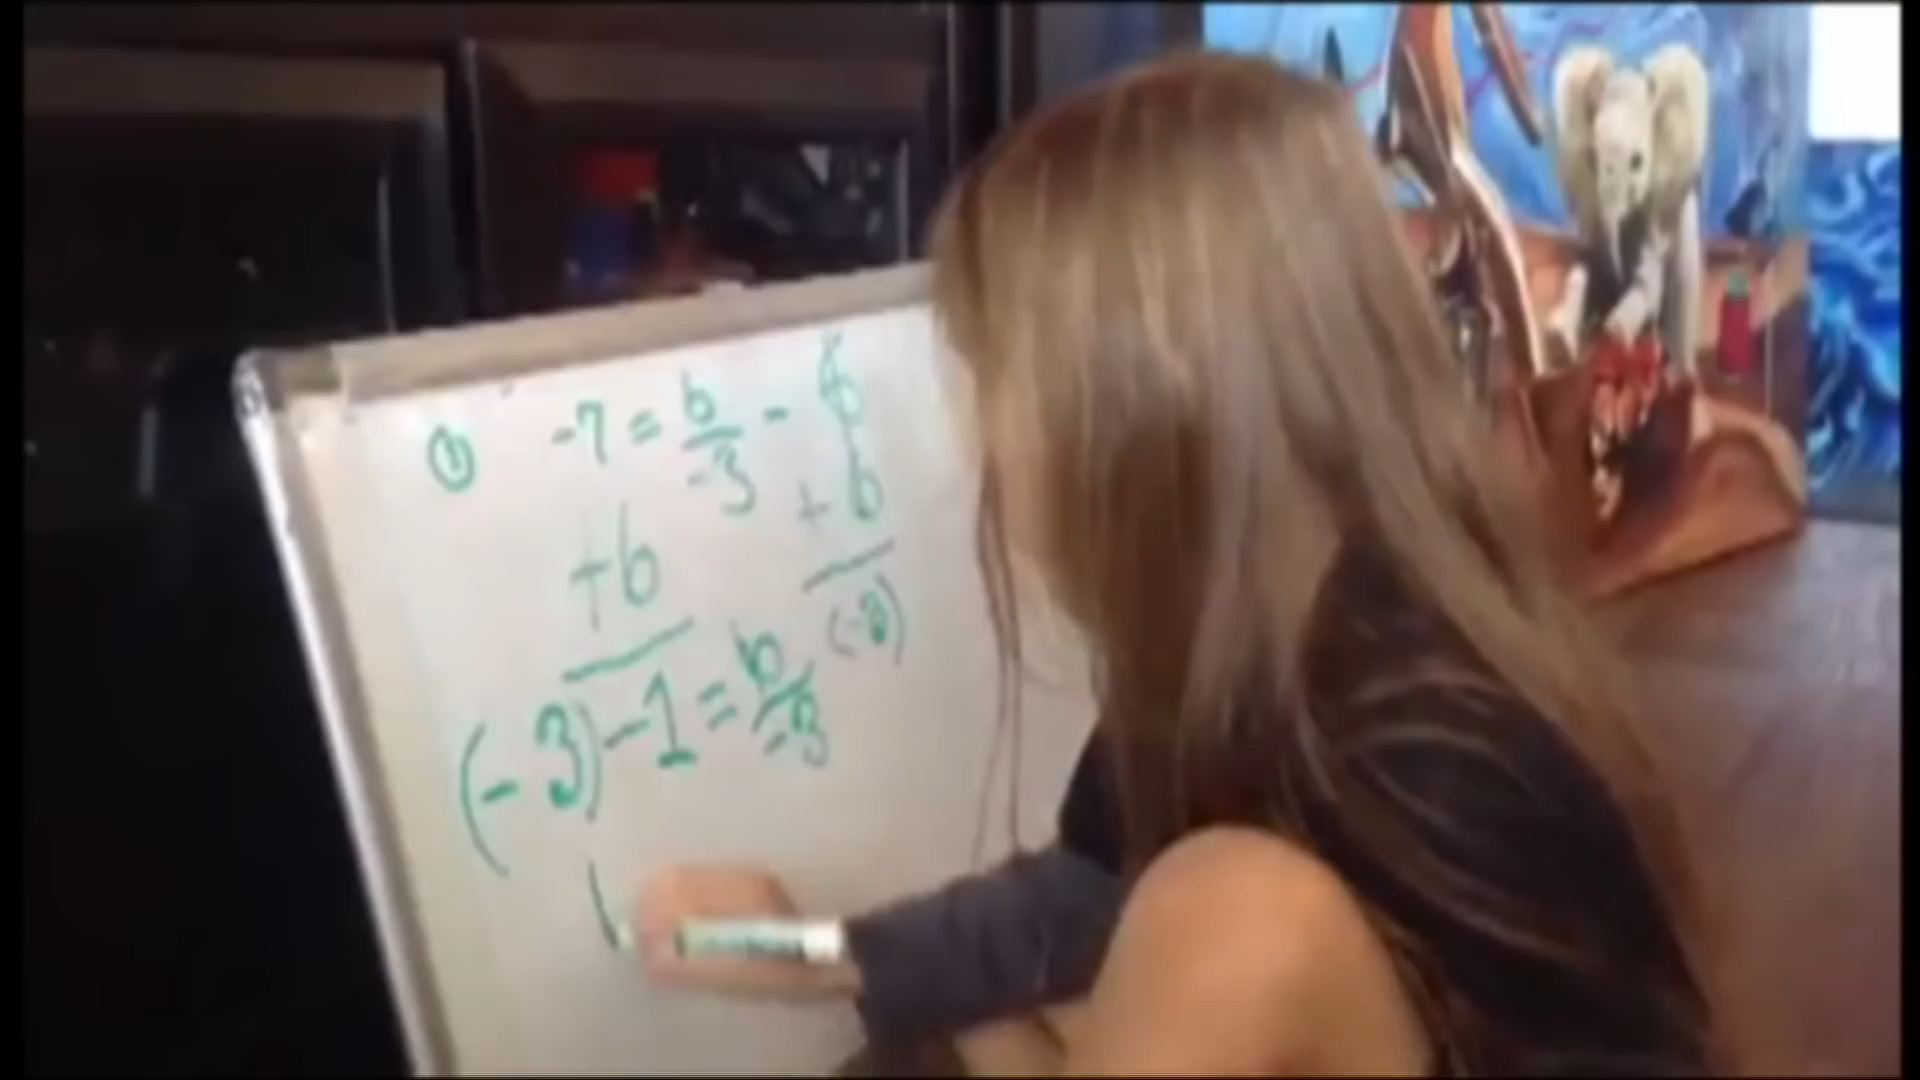 ① -7 = b/-3 - 6
+6 +6
(-3) -1 = b/-3 (-3)